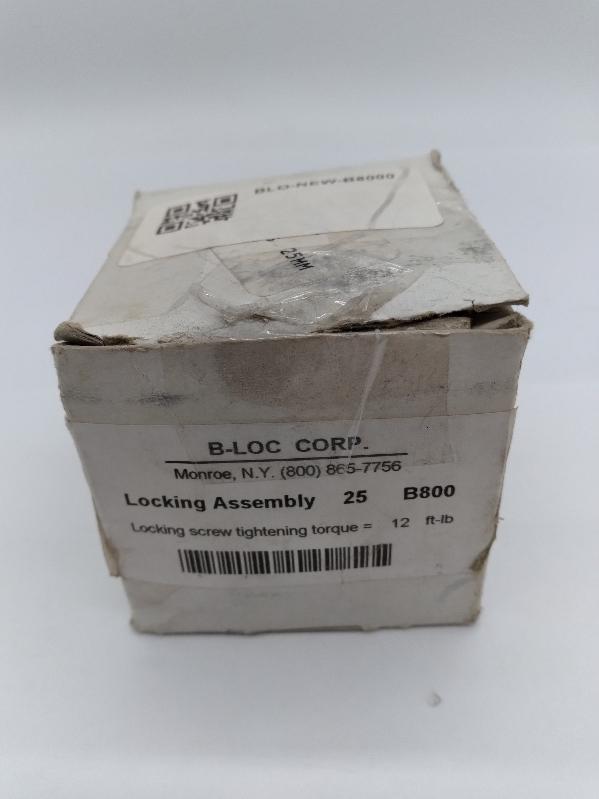 BLO-NEW-B8000
25MM
B-LOC CORP.
Monroe, N.Y. (800) 865-7756
Locking Assembly 25 B800
Locking screw tightening torque = 12 ft-lb